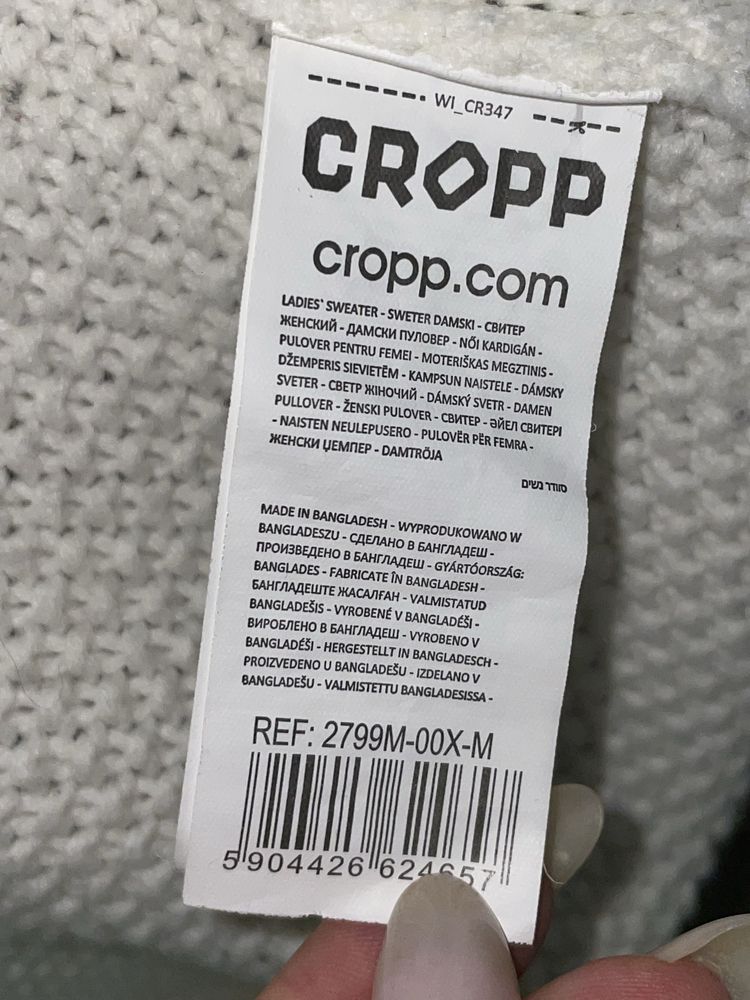 WI_CR347
CROPP
cropp.com
LADIES` SWEATER - SWETER DAMSKI - СВИТЕР
ЖЕНСКИЙ - ДАМСКИ ПУЛОВЕР - NŐI KARDIGÁN -
PULOVER PENTRU FEMEI - MOTERIŠKAS MEGZTINIS -
DŽEMPERIS SIEVIETĒM - KAMPSUN NAISTELE - DÁMSKY
SVETER - СВЕТР ЖІНОЧИЙ - DÁMSKÝ SVETR - DAMEN
PULLOVER - ŽENSKI PULOVER - СВИТЕР - ӘЙЕЛ СВИТЕРІ
- NAISTEN NEULEPUSERO - PULOVËR PËR FEMRA -
ЖЕНСКИ ЏЕМПЕР - DAMTRÖJA
סוודר נשים
MADE IN BANGLADESH - WYPRODUKOWANO W
BANGLADESZU - СДЕЛАНО В БАНГЛАДЕШ -
ПРОИЗВЕДЕНО В БАНГЛАДЕШ - GYÁRTÓORSZÁG:
BANGLADES - FABRICATE ÎN BANGLADESH -
БАНГЛАДЕШТЕ ЖАСАЛҒАН - VALMISTATUD
BANGLADEŠIS - VYROBENÉ V BANGLADÉŠI -
ВИРОБЛЕНО В БАНГЛАДЕШ - VYROBENO V
BANGLADÉŠI - HERGESTELLT IN BANGLADESCH -
PROIZVEDENO U BANGLADEŠU - IZDELANO V
BANGLADEŠU - VALMISTETTU BANGLADESISSA -
REF: 2799M-00X-M
5 904426 624657